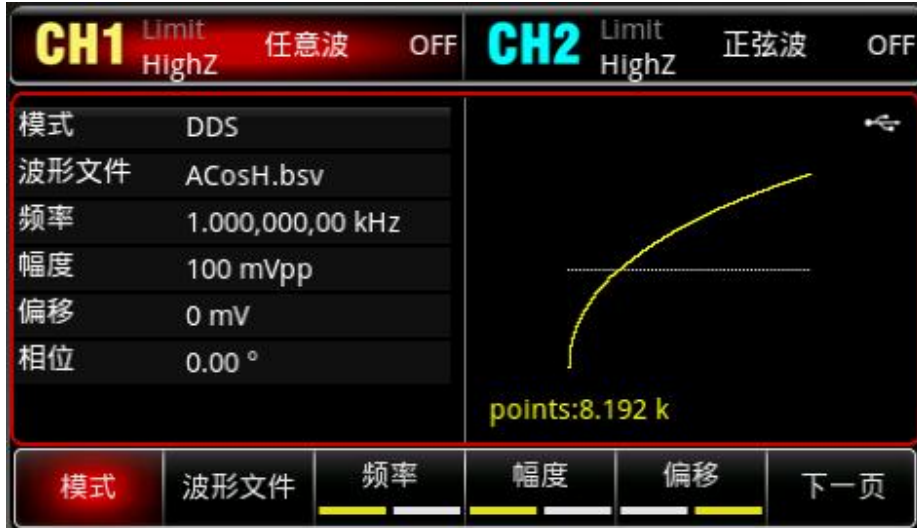 CH1 Limit HighZ 任意波 OFF CH2 Limit HighZ 正弦波 OFF
模式 DDS
波形文件 ACosH.bsv
频率 1.000,000,00 kHz
幅度 100 mVpp
偏移 0 mV
相位 0.00 °
points:8.192 k
模式 波形文件 频率 幅度 偏移 下一页